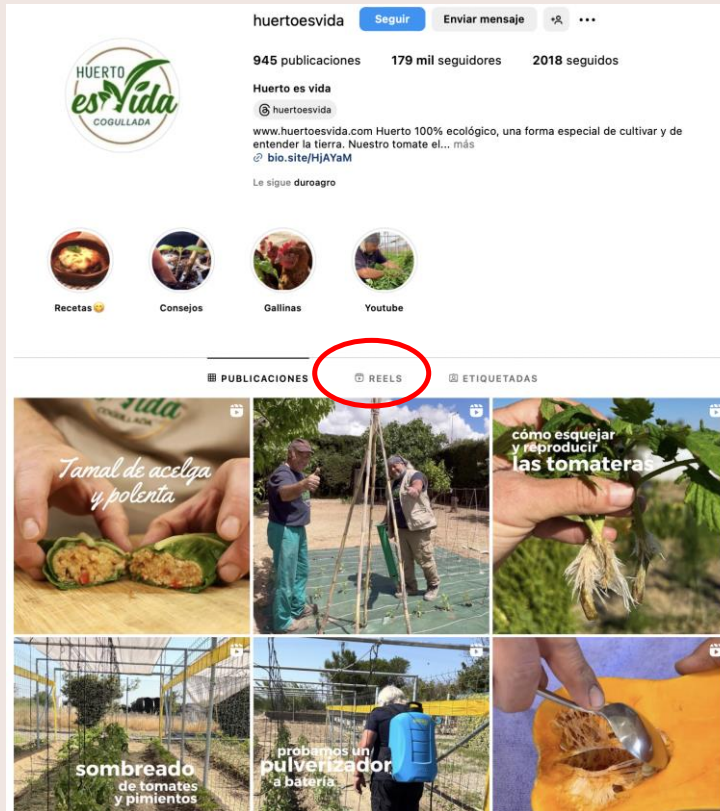 huertoesvida Seguir Enviar mensaje
945 publicaciones 179 mil seguidores 2018 seguidos
HUERTO
es Vida
COGULLADA
Huerto es vida
huertoesvida
www.huertoesvida.com Huerto 100% ecológico, una forma especial de cultivar y de
entender la tierra. Nuestro tomate el... más
bio.site/HjAYaM
Le sigue duroagro
Recetas😋 Consejos Gallinas Youtube
PUBLICACIONES REELS ETIQUETADAS
Vida
COGULLADA
Tamal de acelga
y polenta
cómo esquejar
y reproducir
las tomateras
sombreado
de tomates
y pimientos
probamos un
pulverizador
a batería